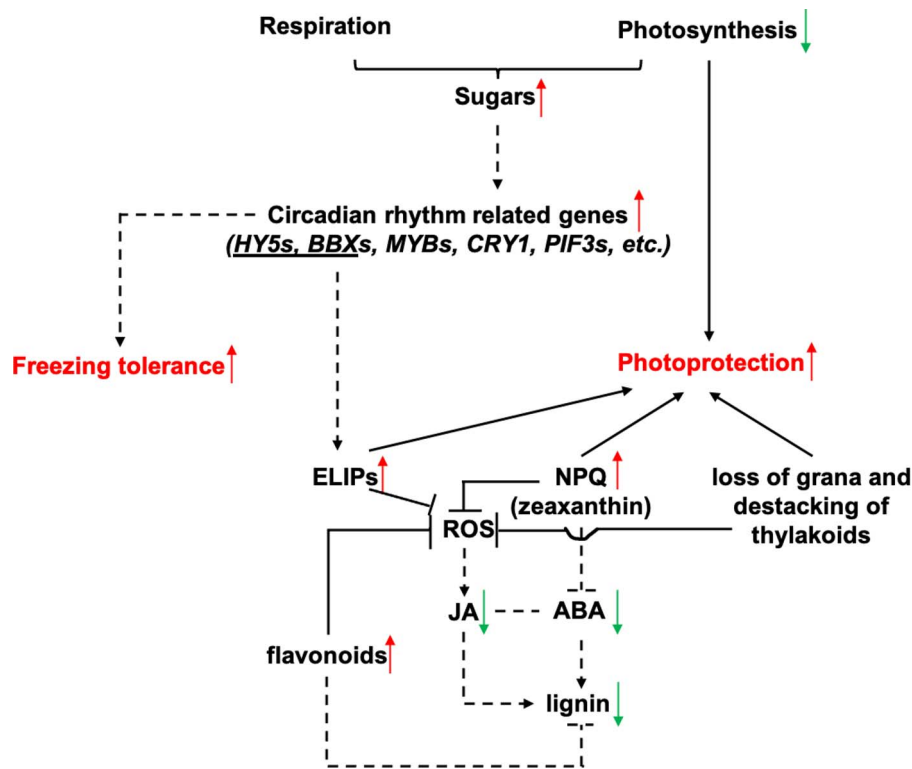 Respiration
Photosynthesis
Sugars
Circadian rhythm related genes
(HY5s, BBXs, MYBs, CRY1, PIF3s, etc.)
Freezing tolerance
Photoprotection
ELIPs
NPQ
(zeaxanthin)
loss of grana and
destacking of
thylakoids
ROS
JA
ABA
flavonoids
lignin